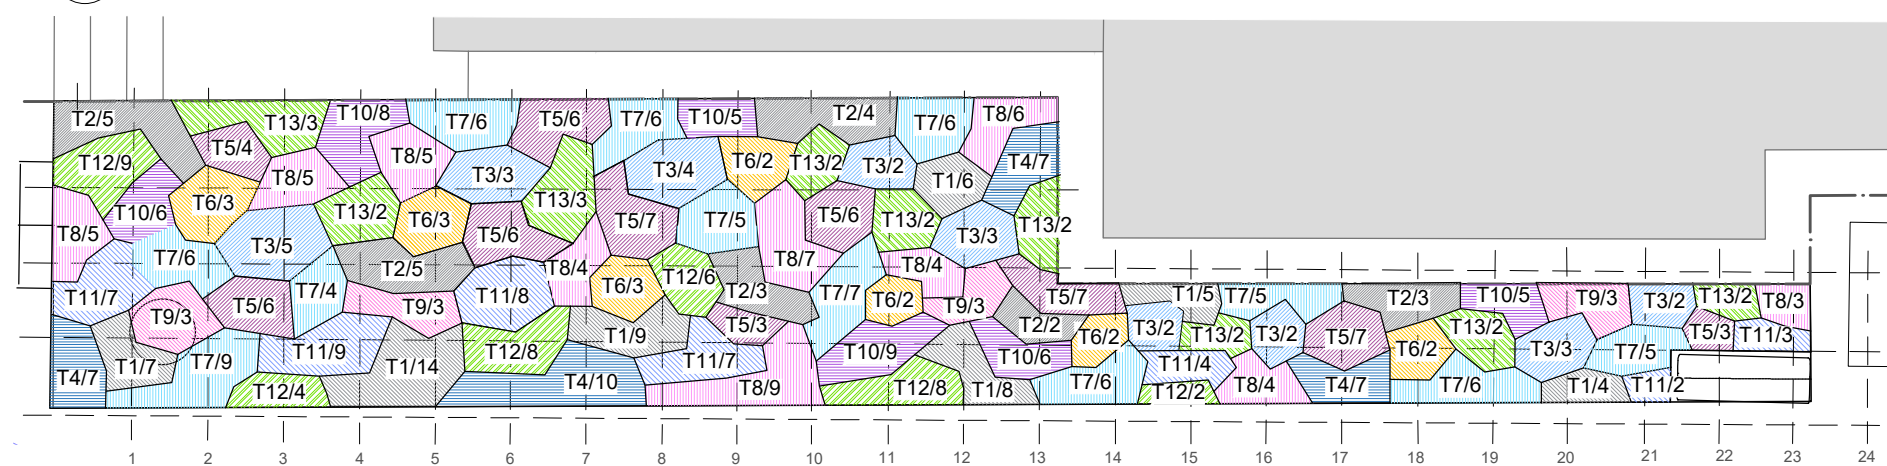 T2/5 T13/3 T10/8 T7/6 T5/6 T7/6 T10/5 T2/4 T7/6 T8/6
T12/9 T5/4 T8/5 T8/5 T3/3 T3/4 T6/2 T13/2 T3/2 T1/6 T4/7
T10/6 T6/3 T13/2 T6/3 T13/3 T5/7 T7/5 T5/6 T13/2 T13/2
T8/5 T7/6 T3/5 T5/6 T3/3
T2/5 T8/4 T12/6 T8/7 T8/4
T11/7 T5/6 T7/4 T9/3 T11/8 T6/3 T2/3 T7/7 T6/2 T9/3 T5/7 T1/5 T7/5 T2/3 T10/5 T9/3 T3/2 T13/2 T8/3
T9/3 T1/9 T5/3 T2/2 T6/2 T3/2 T13/2 T3/2 T5/7 T13/2 T5/3 T11/3
T1/7 T7/9 T11/9 T1/14 T12/8 T11/7 T10/9 T10/6 T11/4 T6/2 T3/3 T7/5
T4/7 T12/4 T4/10 T8/9 T12/8 T1/8 T7/6 T12/2 T8/4 T4/7 T7/6 T1/4 T11/2
1 2 3 4 5 6 7 8 9 10 11 12 13 14 15 16 17 18 19 20 21 22 23 24